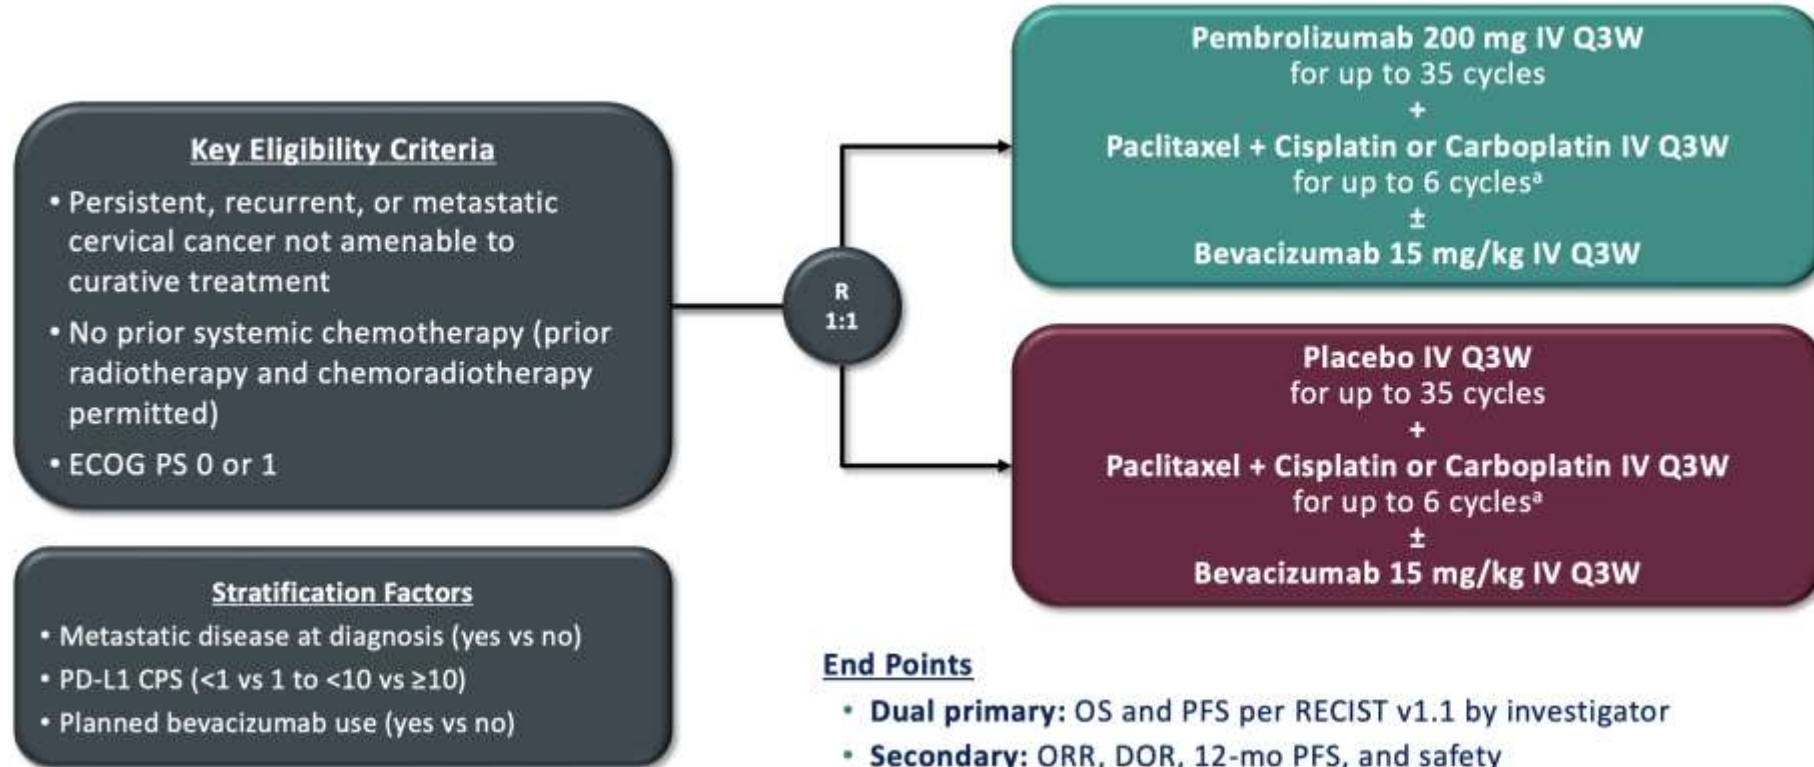 Key Eligibility Criteria
• Persistent, recurrent, or metastatic
cervical cancer not amenable to
curative treatment
• No prior systemic chemotherapy (prior
radiotherapy and chemoradiotherapy
permitted)
• ECOG PS 0 or 1
Stratification Factors
• Metastatic disease at diagnosis (yes vs no)
• PD-L1 CPS (<1 vs 1 to <10 vs ≥10)
• Planned bevacizumab use (yes vs no)
R
1:1
Pembrolizumab 200 mg IV Q3W
for up to 35 cycles
+
Paclitaxel + Cisplatin or Carboplatin IV Q3W
for up to 6 cyclesᵃ
±
Bevacizumab 15 mg/kg IV Q3W
Placebo IV Q3W
for up to 35 cycles
+
Paclitaxel + Cisplatin or Carboplatin IV Q3W
for up to 6 cyclesᵃ
±
Bevacizumab 15 mg/kg IV Q3W
End Points
• Dual primary: OS and PFS per RECIST v1.1 by investigator
• Secondary: ORR, DOR, 12-mo PFS, and safety